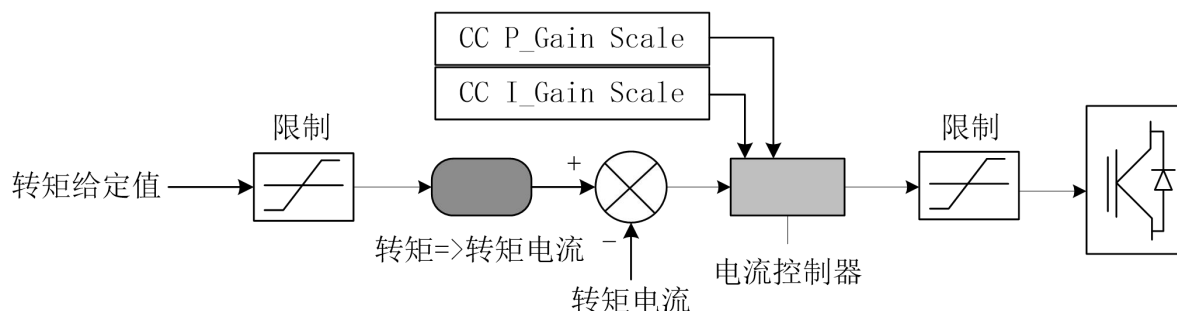 CC P_Gain Scale
CC I_Gain Scale
限制
限制
转矩给定值
+
转矩=>转矩电流
−
转矩电流
电流控制器